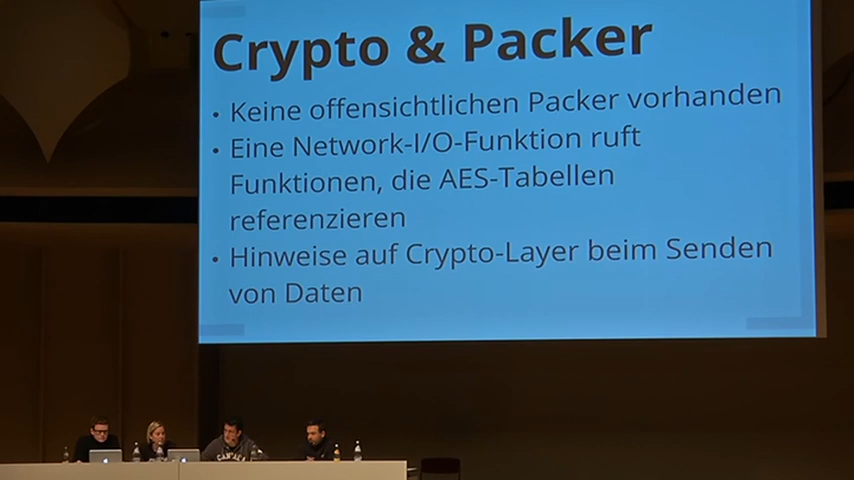 Crypto & Packer
• Keine offensichtlichen Packer vorhanden
• Eine Network-I/O-Funktion ruft
Funktionen, die AES-Tabellen
referenzieren
• Hinweise auf Crypto-Layer beim Senden
von Daten